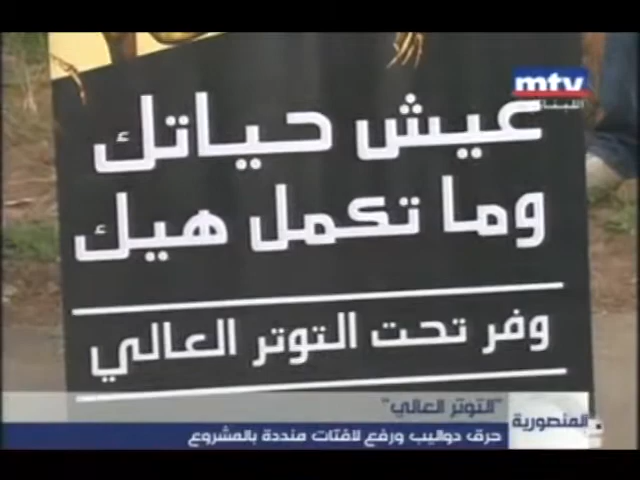 mtv
اللبنانية
عيش حياتك
وما تكمل هيك
وفر تحت التوتر العالي
"التوتر العالي"
المنصورية
حرق دواليب ورفع لافتات منددة بالمشروع